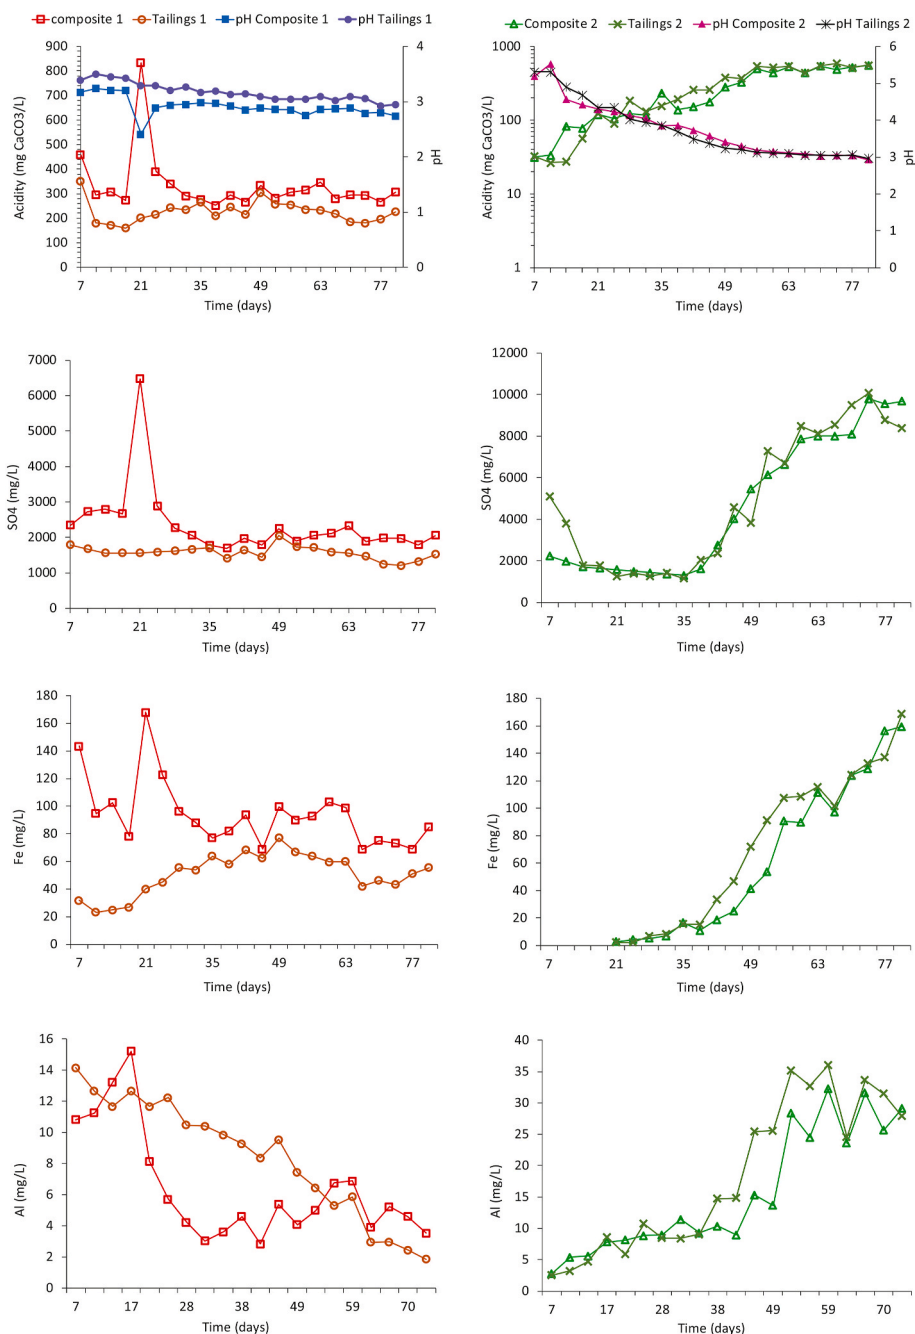 composite 1 Tailings 1 pH Composite 1 pH Tailings 1
900
800
700
600
500
400
300
200
100
0
Acidity (mg CaCO3/L)
4
3
2
1
0
pH
7 21 35 49 63 77
Time (days)
Composite 2 Tailings 2 pH Composite 2 pH Tailings 2
1000
100
10
1
Acidity (mg CaCO3/L)
6
5
4
3
2
1
0
pH
7 21 35 49 63 77
Time (days)
7000
6000
5000
4000
3000
2000
1000
0
SO4 (mg/L)
7 21 35 49 63 77
Time (days)
12000
10000
8000
6000
4000
2000
0
SO4 (mg/L)
7 21 35 49 63 77
Time (days)
180
160
140
120
100
80
60
40
20
0
Fe (mg/L)
7 21 35 49 63 77
Time (days)
180
160
140
120
100
80
60
40
20
0
Fe (mg/L)
7 21 35 49 63 77
Time (days)
16
14
12
10
8
6
4
2
0
Al (mg/L)
7 17 28 38 49 59 70
Time (days)
40
35
30
25
20
15
10
5
0
Al (mg/L)
7 17 28 38 49 59 70
Time (days)